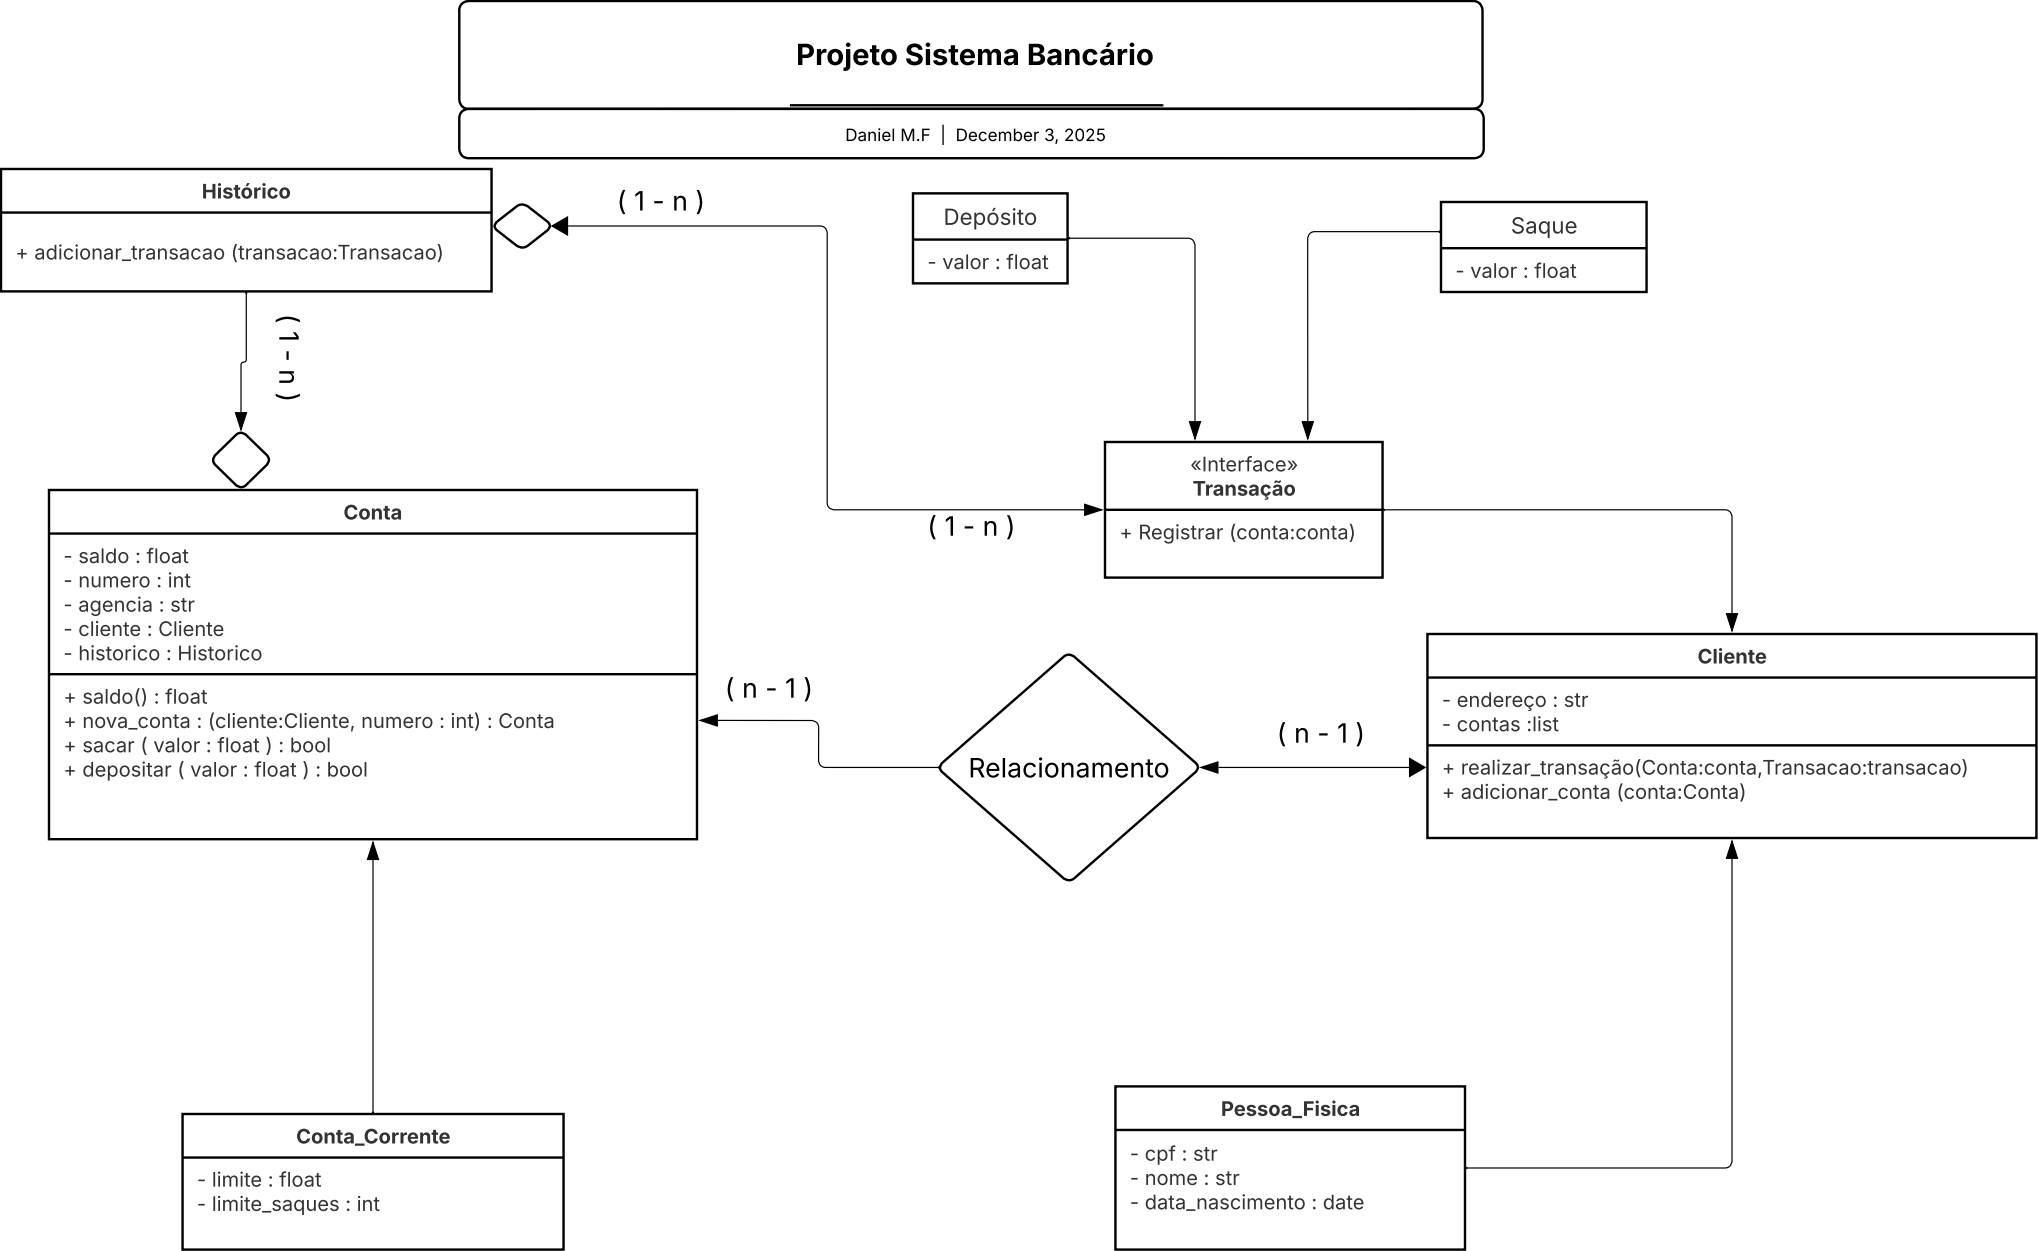 Projeto Sistema Bancário
Daniel M.F | December 3, 2025
Histórico
+ adicionar_transacao (transacao:Transacao)
( 1 - n )
Depósito
- valor : float
Saque
- valor : float
( 1 - n )
«Interface»
Transação
+ Registrar (conta:conta)
( 1 - n )
Conta
- saldo : float
- numero : int
- agencia : str
- cliente : Cliente
- historico : Historico
+ saldo() : float
+ nova_conta : (cliente:Cliente, numero : int) : Conta
+ sacar ( valor : float ) : bool
+ depositar ( valor : float ) : bool
( n - 1 )
Relacionamento
( n - 1 )
Cliente
- endereço : str
- contas :list
+ realizar_transação(Conta:conta,Transacao:transacao)
+ adicionar_conta (conta:Conta)
Conta_Corrente
- limite : float
- limite_saques : int
Pessoa_Fisica
- cpf : str
- nome : str
- data_nascimento : date